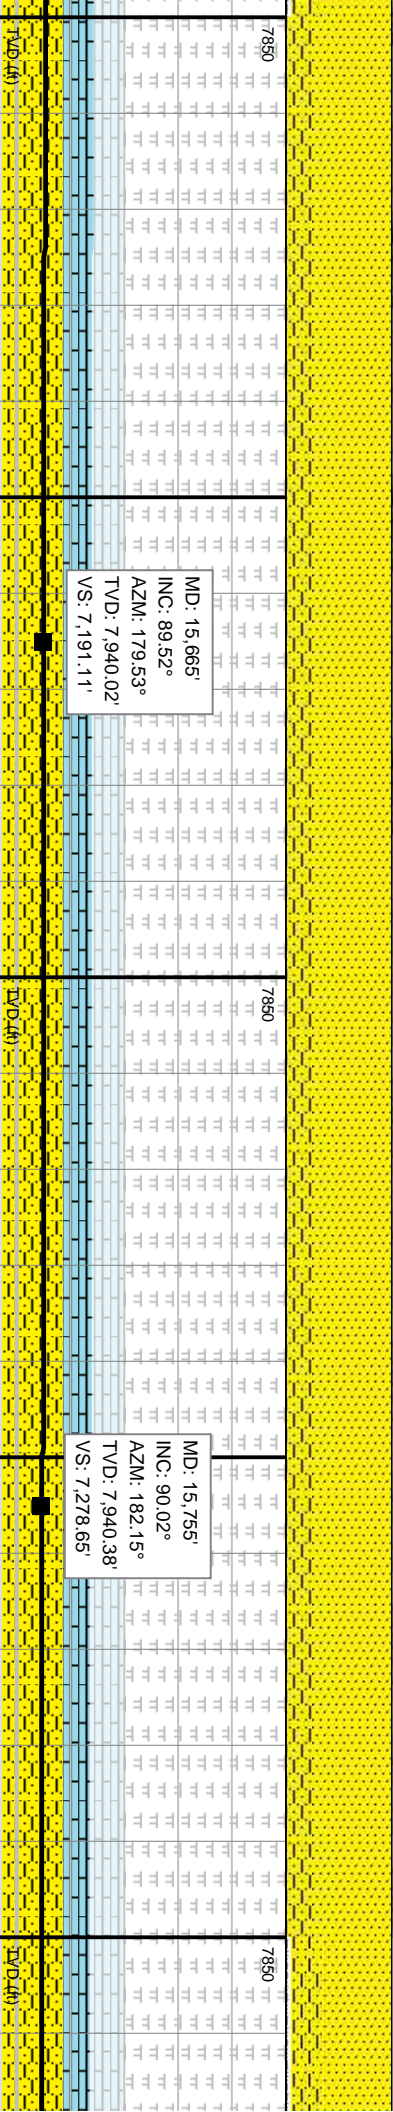 7850
TVD (ft)
MD: 15,665'
INC: 89.52°
AZM: 179.53°
TVD: 7,940.02'
VS: 7,191.11'
7850
TVD (ft)
MD: 15,755'
INC: 90.02°
AZM: 182.15°
TVD: 7,940.38'
VS: 7,278.65'
7850
TVD (ft)